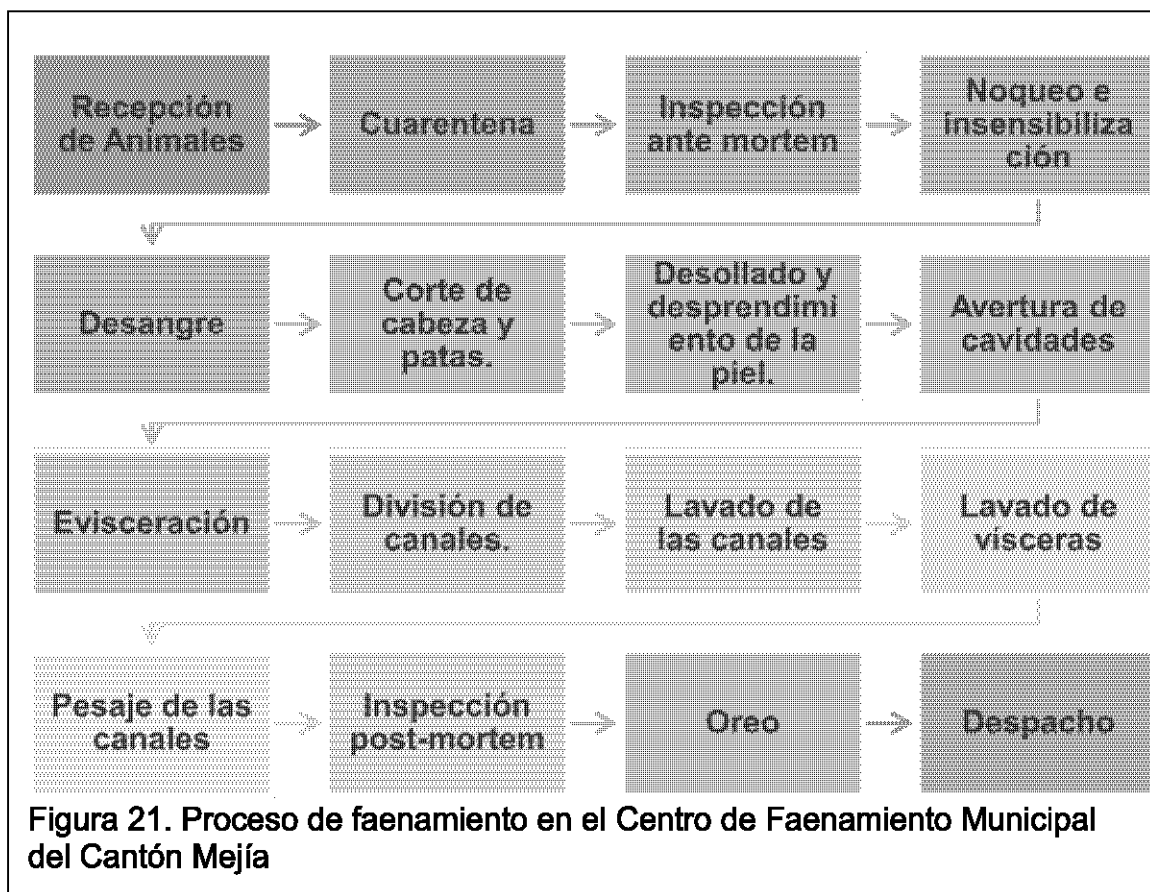 Recepción
de Animales
Cuarentena
Inspección
ante mortem
Noqueo e
insensibiliza
ción
Desangre
Corte de
cabeza y
patas.
Desollado y
desprendimi
ento de la
piel.
Avertura de
cavidades
Evisceración
División de
canales.
Lavado de
las canales
Lavado de
vísceras
Pesaje de las
canales
Inspección
post-mortem
Oreo
Despacho
Figura 21. Proceso de faenamiento en el Centro de Faenamiento Municipal
del Cantón Mejía